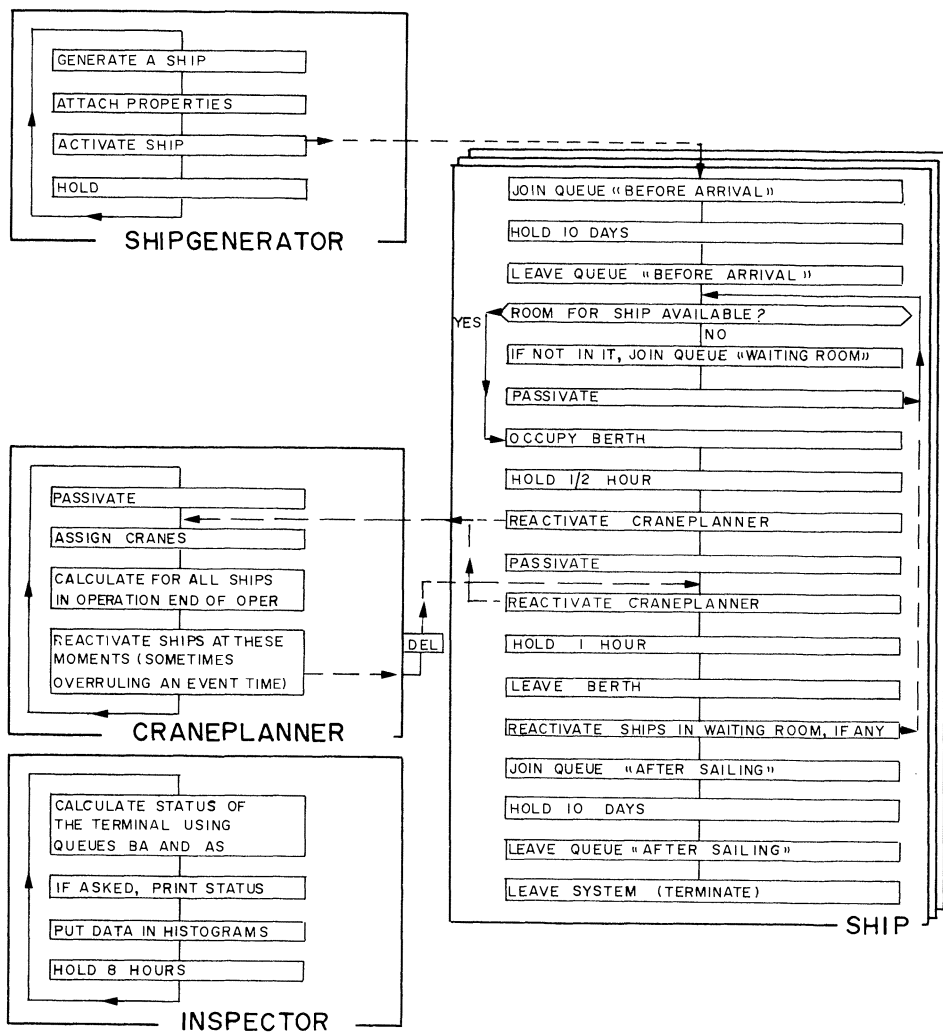 GENERATE A SHIP
ATTACH PROPERTIES
ACTIVATE SHIP
HOLD
SHIPGENERATOR
JOIN QUEUE «BEFORE ARRIVAL»
HOLD 10 DAYS
LEAVE QUEUE «BEFORE ARRIVAL»
ROOM FOR SHIP AVAILABLE?
YES
NO
IF NOT IN IT, JOIN QUEUE «WAITING ROOM»
PASSIVATE
OCCUPY BERTH
HOLD 1/2 HOUR
REACTIVATE CRANEPLANNER
PASSIVATE
REACTIVATE CRANEPLANNER
HOLD 1 HOUR
LEAVE BERTH
REACTIVATE SHIPS IN WAITING ROOM, IF ANY
JOIN QUEUE «AFTER SAILING»
HOLD 10 DAYS
LEAVE QUEUE «AFTER SAILING»
LEAVE SYSTEM (TERMINATE)
SHIP
PASSIVATE
ASSIGN CRANES
CALCULATE FOR ALL SHIPS
IN OPERATION END OF OPER
REACTIVATE SHIPS AT THESE
MOMENTS (SOMETIMES
OVERRULING AN EVENT TIME)
DEL
CRANEPLANNER
CALCULATE STATUS OF
THE TERMINAL USING
QUEUES BA AND AS
IF ASKED, PRINT STATUS
PUT DATA IN HISTOGRAMS
HOLD 8 HOURS
INSPECTOR